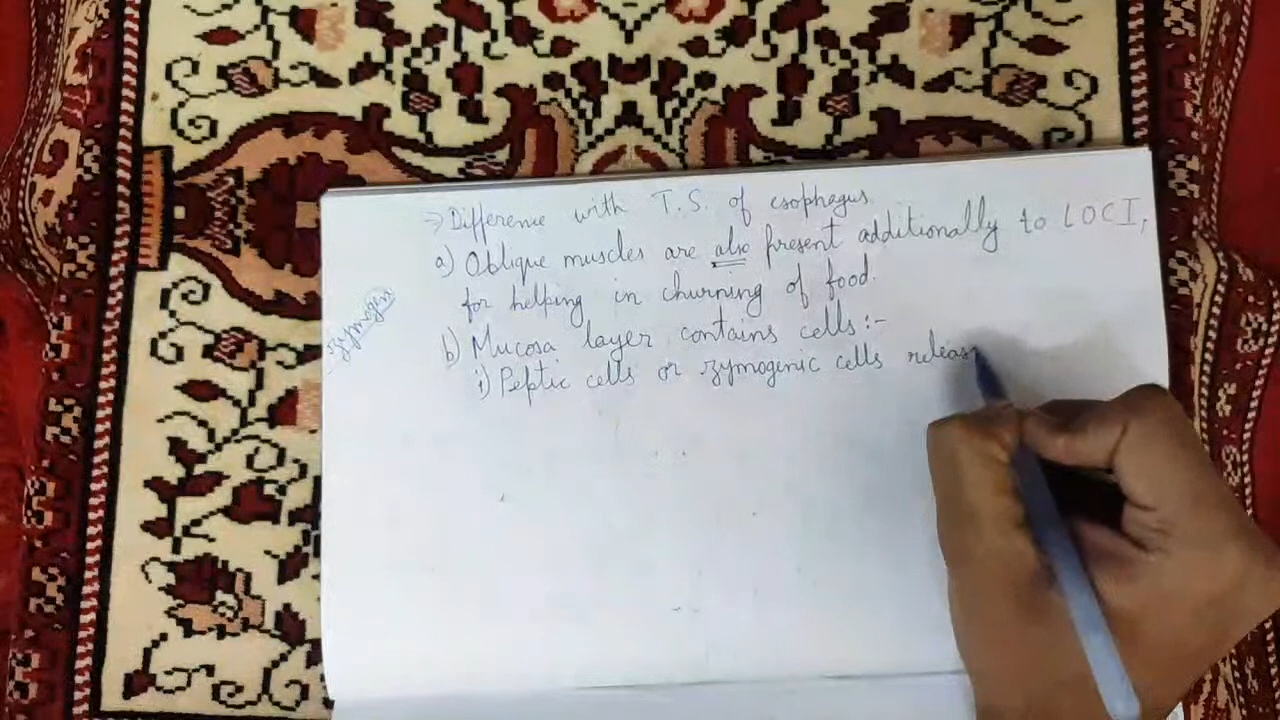 → Difference with T.S. of esophagus
a) Oblique muscles are also present additionally to LOCI,
for helping in churning of food.
b) Mucosa layer contains cells :-
i) Peptic cells or zymogenic cells releas
zymogen